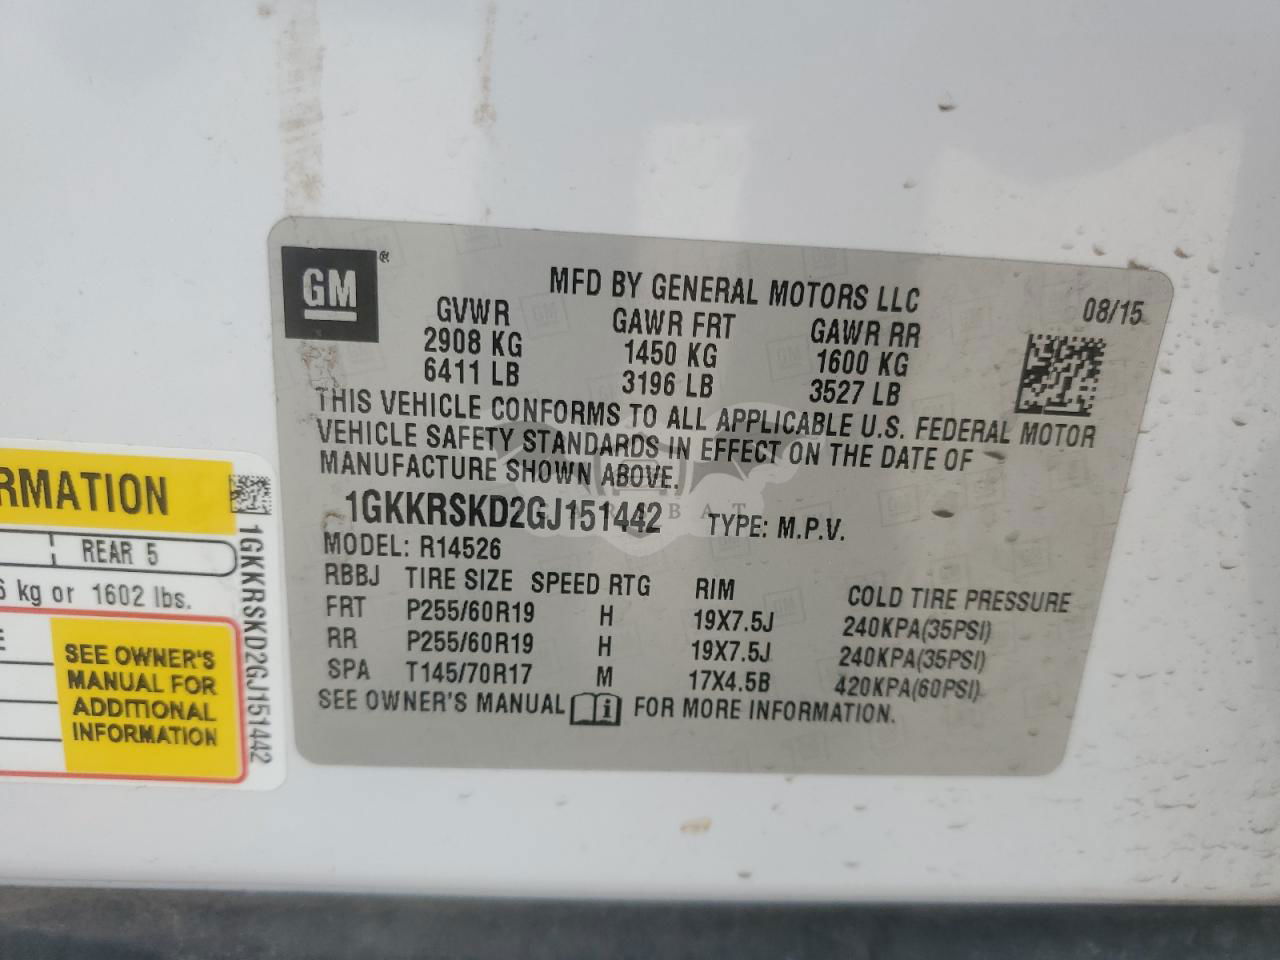 GM®
MFD BY GENERAL MOTORS LLC
08/15
GVWR GAWR FRT GAWR RR
2908 KG 1450 KG 1600 KG
6411 LB 3196 LB 3527 LB
THIS VEHICLE CONFORMS TO ALL APPLICABLE U.S. FEDERAL MOTOR
VEHICLE SAFETY STANDARDS IN EFFECT ON THE DATE OF
MANUFACTURE SHOWN ABOVE.
1GKKRSKD2GJ151442 TYPE: M.P.V.
MODEL: R14526
RBBJ TIRE SIZE SPEED RTG RIM COLD TIRE PRESSURE
FRT P255/60R19 H 19X7.5J 240KPA(35PSI)
RR P255/60R19 H 19X7.5J 240KPA(35PSI)
SPA T145/70R17 M 17X4.5B 420KPA(60PSI)
SEE OWNER'S MANUAL i FOR MORE INFORMATION.
RMATION
REAR 5
kg or 1602 lbs.
SEE OWNER'S
MANUAL FOR
ADDITIONAL
INFORMATION
1GKKRSKD2GJ151442